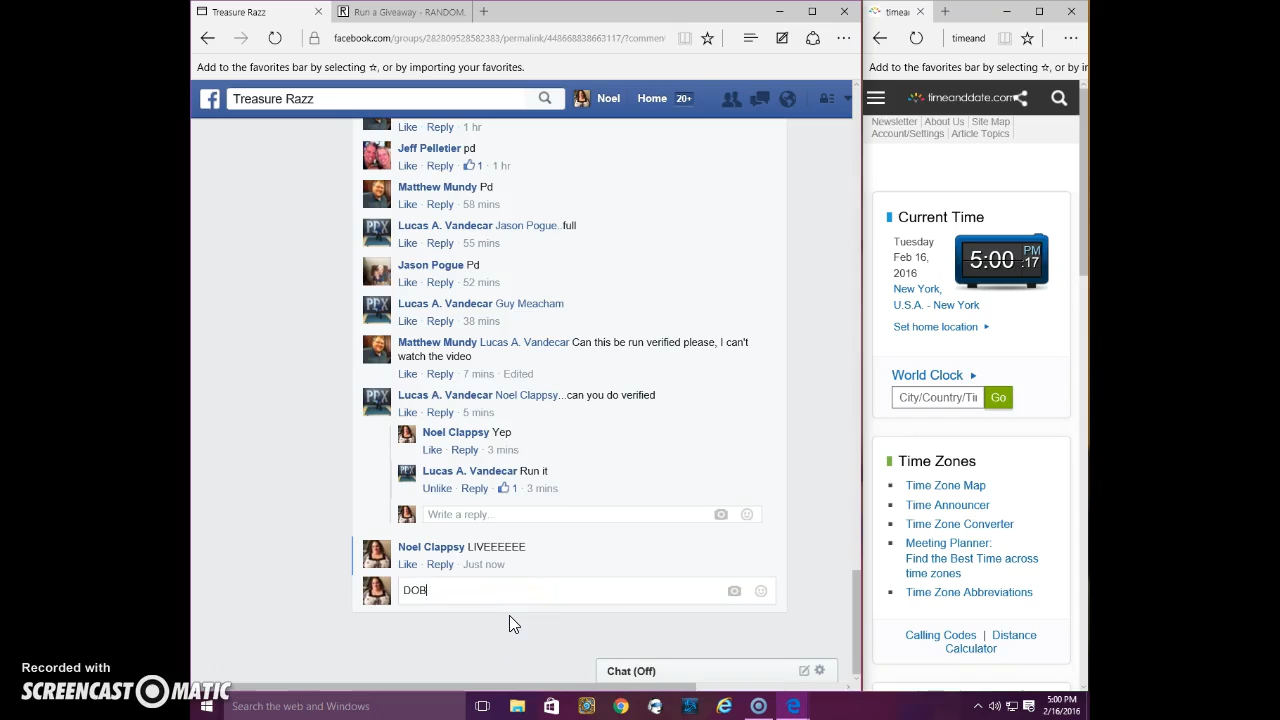 Treasure Razz
Run a Giveaway - RANDOM.
facebook.com/groups/282809528582383/permalink/448668838663117/?commen
Add to the favorites bar by selecting ☆, or by importing your favorites.
Treasure Razz
Noel Home 20+
Like · Reply · 1 hr
Jeff Pelletier pd
Like · Reply · 1 · 1 hr
Matthew Mundy Pd
Like · Reply · 58 mins
Lucas A. Vandecar Jason Pogue..full
Like · Reply · 55 mins
Jason Pogue Pd
Like · Reply · 52 mins
Lucas A. Vandecar Guy Meacham
Like · Reply · 38 mins
Matthew Mundy Lucas A. Vandecar Can this be run verified please, I can't
watch the video
Like · Reply · 7 mins · Edited
Lucas A. Vandecar Noel Clappsy...can you do verified
Like · Reply · 5 mins
Noel Clappsy Yep
Like · Reply · 3 mins
Lucas A. Vandecar Run it
Unlike · Reply · 1 · 3 mins
Write a reply...
Noel Clappsy LIVEEEEEE
Like · Reply · Just now
DOB
Chat (Off)
timean
timeand
Add to the favorites bar by selecting ☆, or by in
timeanddate.com
Newsletter | About Us | Site Map
Account/Settings | Article Topics
Current Time
Tuesday
Feb 16,
2016
New York,
U.S.A. - New York
5:00 PM :17
Set home location
World Clock
City/Country/Ti
Go
Time Zones
Time Zone Map
Time Announcer
Time Zone Converter
Meeting Planner:
Find the Best Time across
time zones
Time Zone Abbreviations
Calling Codes | Distance
Calculator
Recorded with
SCREENCAST-O-MATIC
Search the web and Windows
5:00 PM
2/16/2016